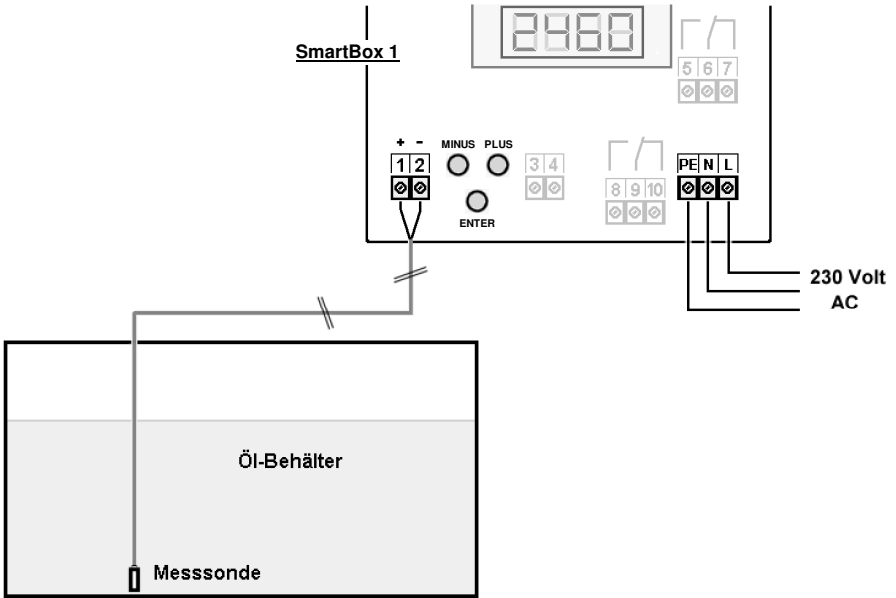 2460
SmartBox 1
5 6 7
+ -
MINUS PLUS
1 2
3 4
PE N L
8 9 10
ENTER
230 Volt
AC
Öl-Behälter
Messsonde